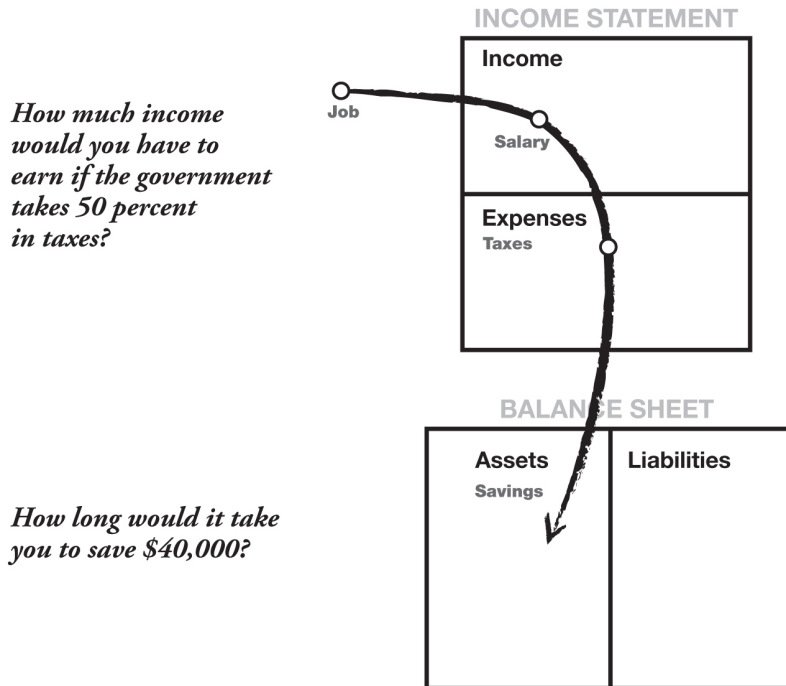 INCOME STATEMENT
Income
Job
Salary
How much income
would you have to
earn if the government
takes 50 percent
in taxes?
Expenses
Taxes
BALANCE SHEET
Assets
Liabilities
Savings
How long would it take
you to save $40,000?